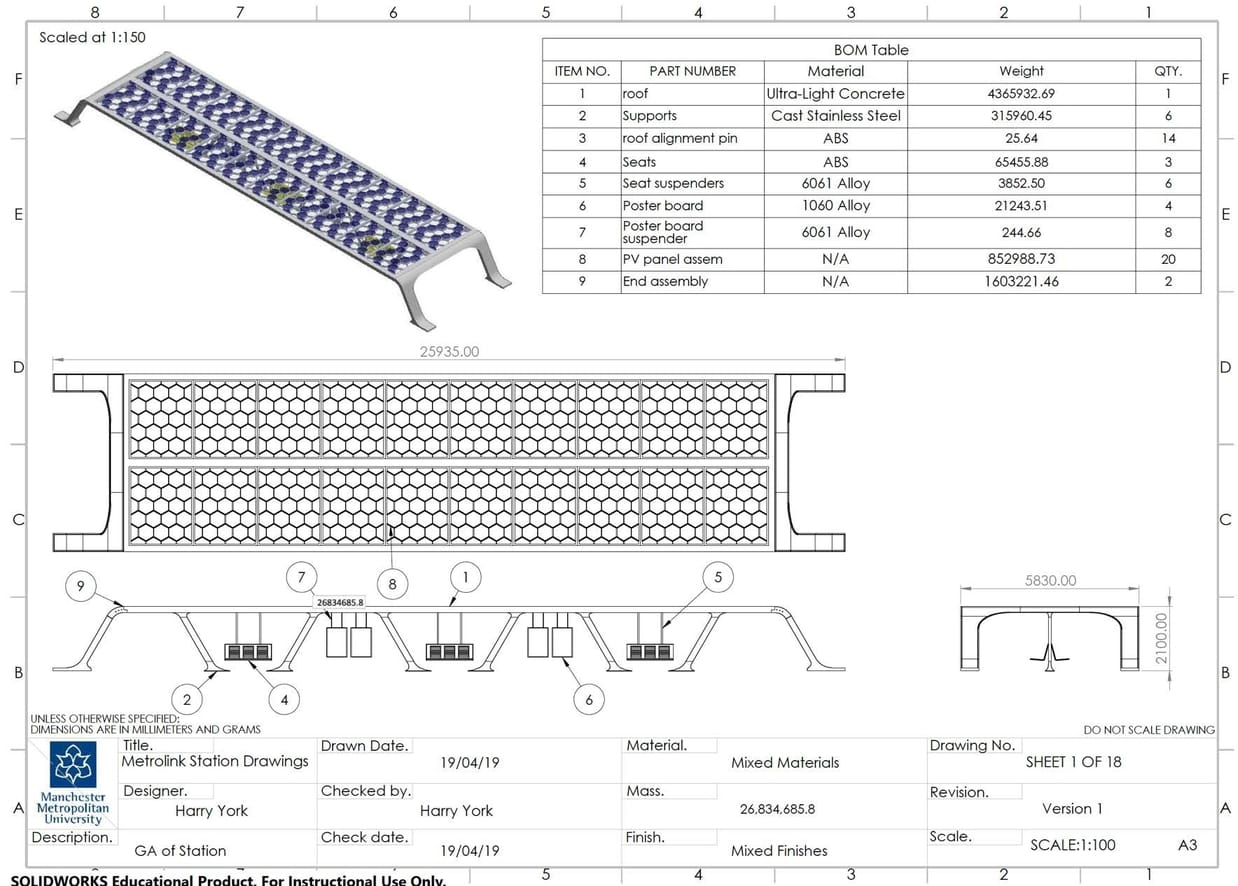 8 7 6 5 4 3 2 1
Scaled at 1:150
F F
E E
D D
C C
B B
A A
BOM Table
ITEM NO. PART NUMBER Material Weight QTY.
1 roof Ultra-Light Concrete 4365932.69 1
2 Supports Cast Stainless Steel 315960.45 6
3 roof alignment pin ABS 25.64 14
4 Seats ABS 65455.88 3
5 Seat suspenders 6061 Alloy 3852.50 6
6 Poster board 1060 Alloy 21243.51 4
7 Poster board suspender 6061 Alloy 244.66 8
8 PV panel assem N/A 852988.73 20
9 End assembly N/A 1603221.46 2
25935.00
9 7 8 1 5
26834685.8
2 4 6
5830.00
2100.00
UNLESS OTHERWISE SPECIFIED:
DIMENSIONS ARE IN MILLIMETERS AND GRAMS
DO NOT SCALE DRAWING
Manchester
Metropolitan
University
Title.
Metrolink Station Drawings
Drawn Date.
19/04/19
Material.
Mixed Materials
Drawing No.
SHEET 1 OF 18
Designer.
Harry York
Checked by.
Harry York
Mass.
26,834,685.8
Revision.
Version 1
Description.
GA of Station
Check date.
19/04/19
Finish.
Mixed Finishes
Scale.
SCALE:1:100 A3
5 4 3 2 1
SOLIDWORKS Educational Product. For Instructional Use Only.